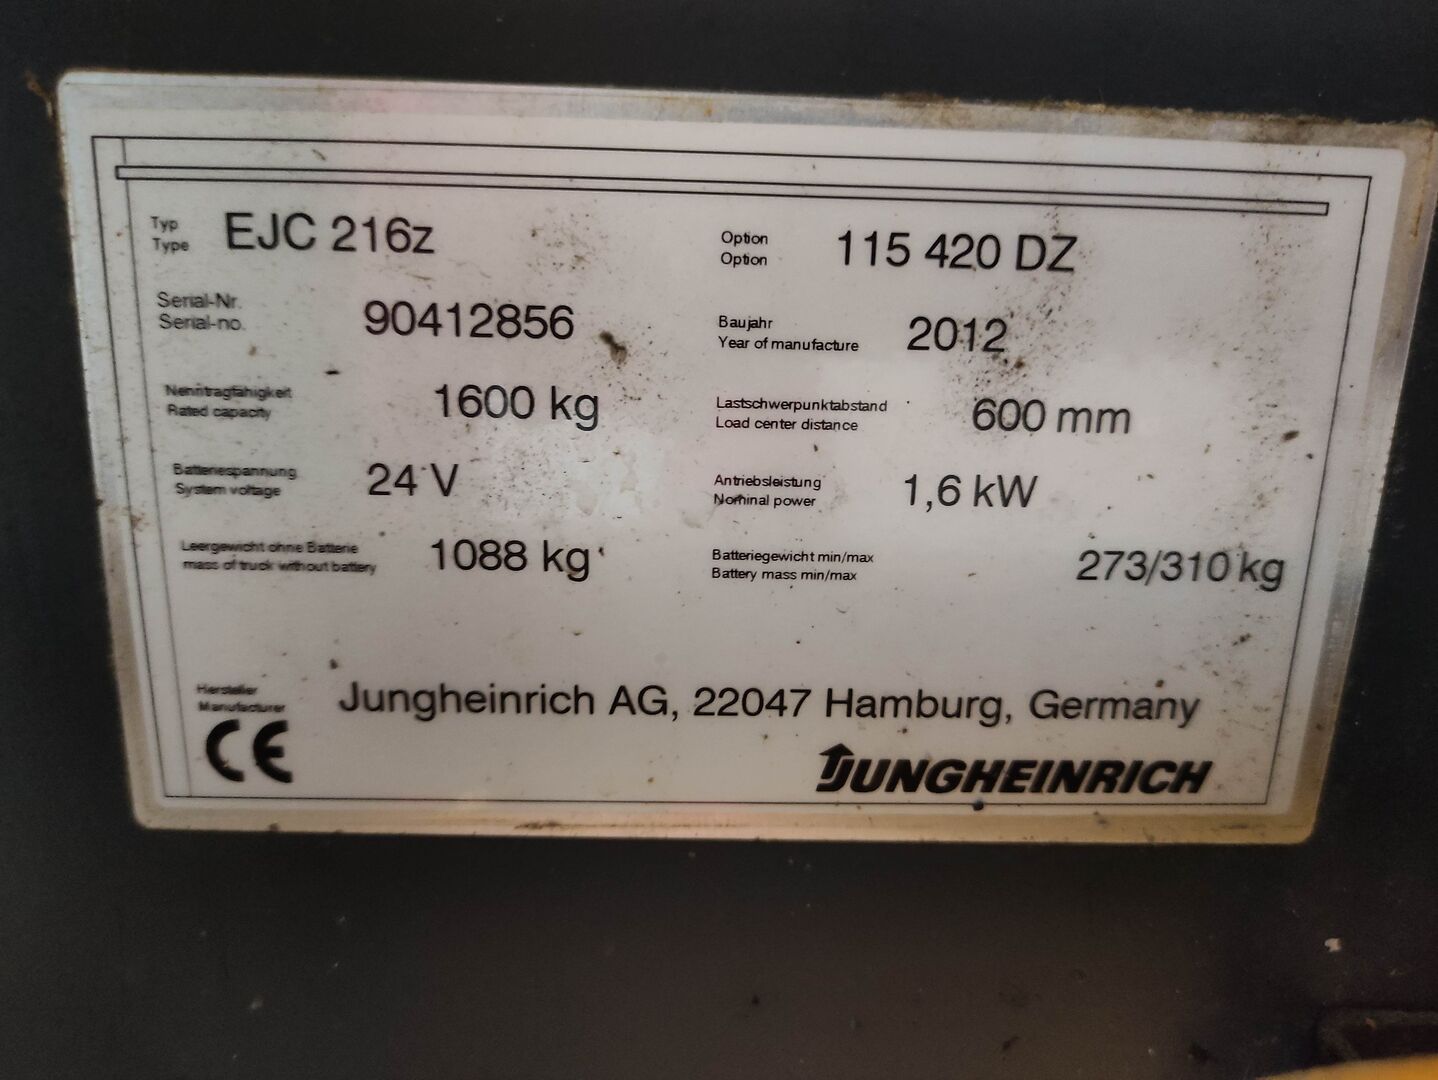 Typ
Type
EJC 216z
Option
Option
115 420 DZ
Serial-Nr.
Serial-no.
90412856
Baujahr
Year of manufacture
2012
Nenntragfähigkeit
Rated capacity
1600 kg
Lastschwerpunktabstand
Load center distance
600 mm
Batteriespannung
System voltage
24 V
Antriebsleistung
Nominal power
1,6 kW
Leergewicht ohne Batterie
mass of truck without battery
1088 kg
Batteriegewicht min/max
Battery mass min/max
273/310 kg
Hersteller
Manufacturer
Jungheinrich AG, 22047 Hamburg, Germany
CE
JUNGHEINRICH